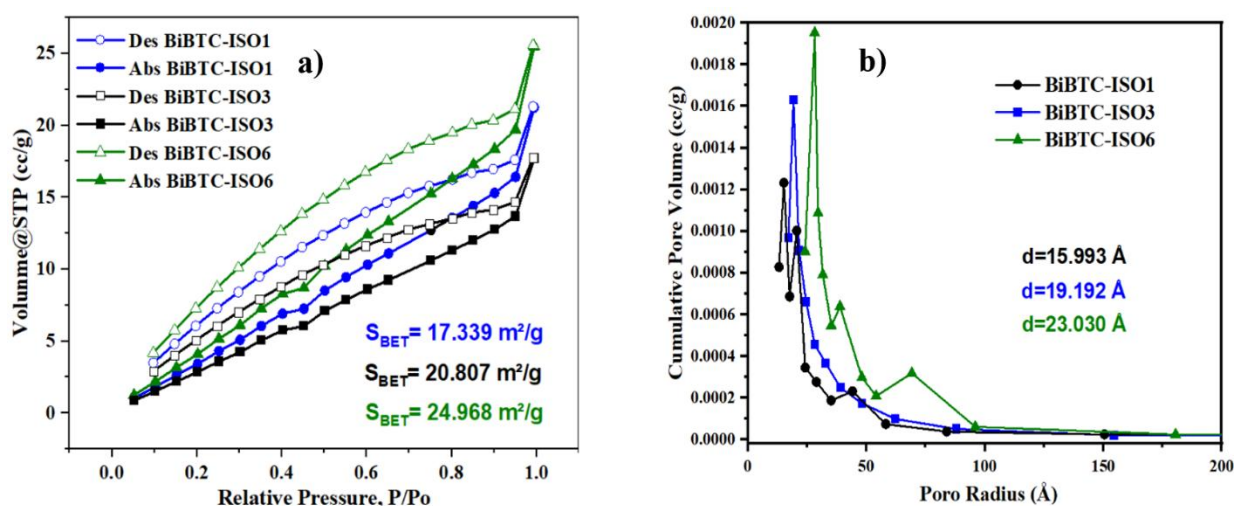 a)
Des BiBTC-ISO1
Abs BiBTC-ISO1
Des BiBTC-ISO3
Abs BiBTC-ISO3
Des BiBTC-ISO6
Abs BiBTC-ISO6
25
20
15
10
5
0
Volume@STP (cc/g)
S_BET= 17.339 m²/g
S_BET= 20.807 m²/g
S_BET= 24.968 m²/g
0.0
0.2
0.4
0.6
0.8
1.0
Relative Pressure, P/Po
b)
BiBTC-ISO1
BiBTC-ISO3
BiBTC-ISO6
0.0020
0.0018
0.0016
0.0014
0.0012
0.0010
0.0008
0.0006
0.0004
0.0002
0.0000
Cumulative Pore Volume (cc/g)
d=15.993 Å
d=19.192 Å
d=23.030 Å
0
50
100
150
200
Poro Radius (Å)